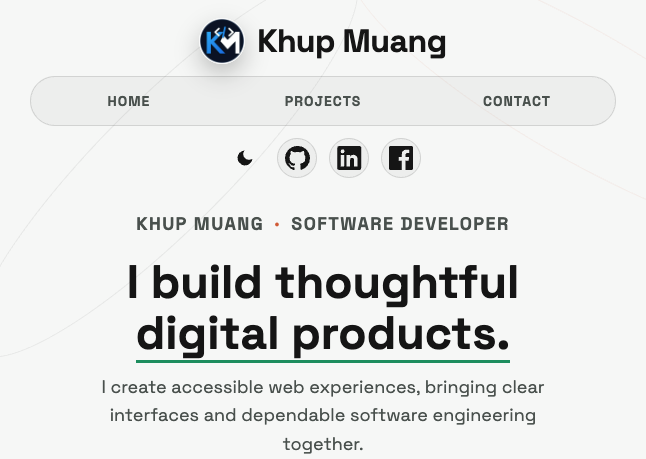 KM
Khup Muang
HOME PROJECTS CONTACT
in f
KHUP MUANG · SOFTWARE DEVELOPER
I build thoughtful
digital products.
I create accessible web experiences, bringing clear
interfaces and dependable software engineering
together.